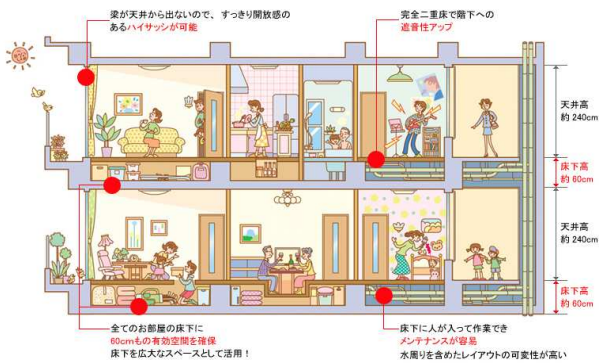 梁が天井から出ないので、すっきり開放感の
あるハイサッシが可能
完全二重床で階下への
遮音性アップ
天井高
約 240cm
床下高
約 60cm
天井高
約 240cm
床下高
約 60cm
全てのお部屋の床下に
60cmもの有効空間を確保
床下を広大なスペースとして活用！
床下に人が入って作業でき
メンテナンスが容易
水周りを含めたレイアウトの可変性が高い